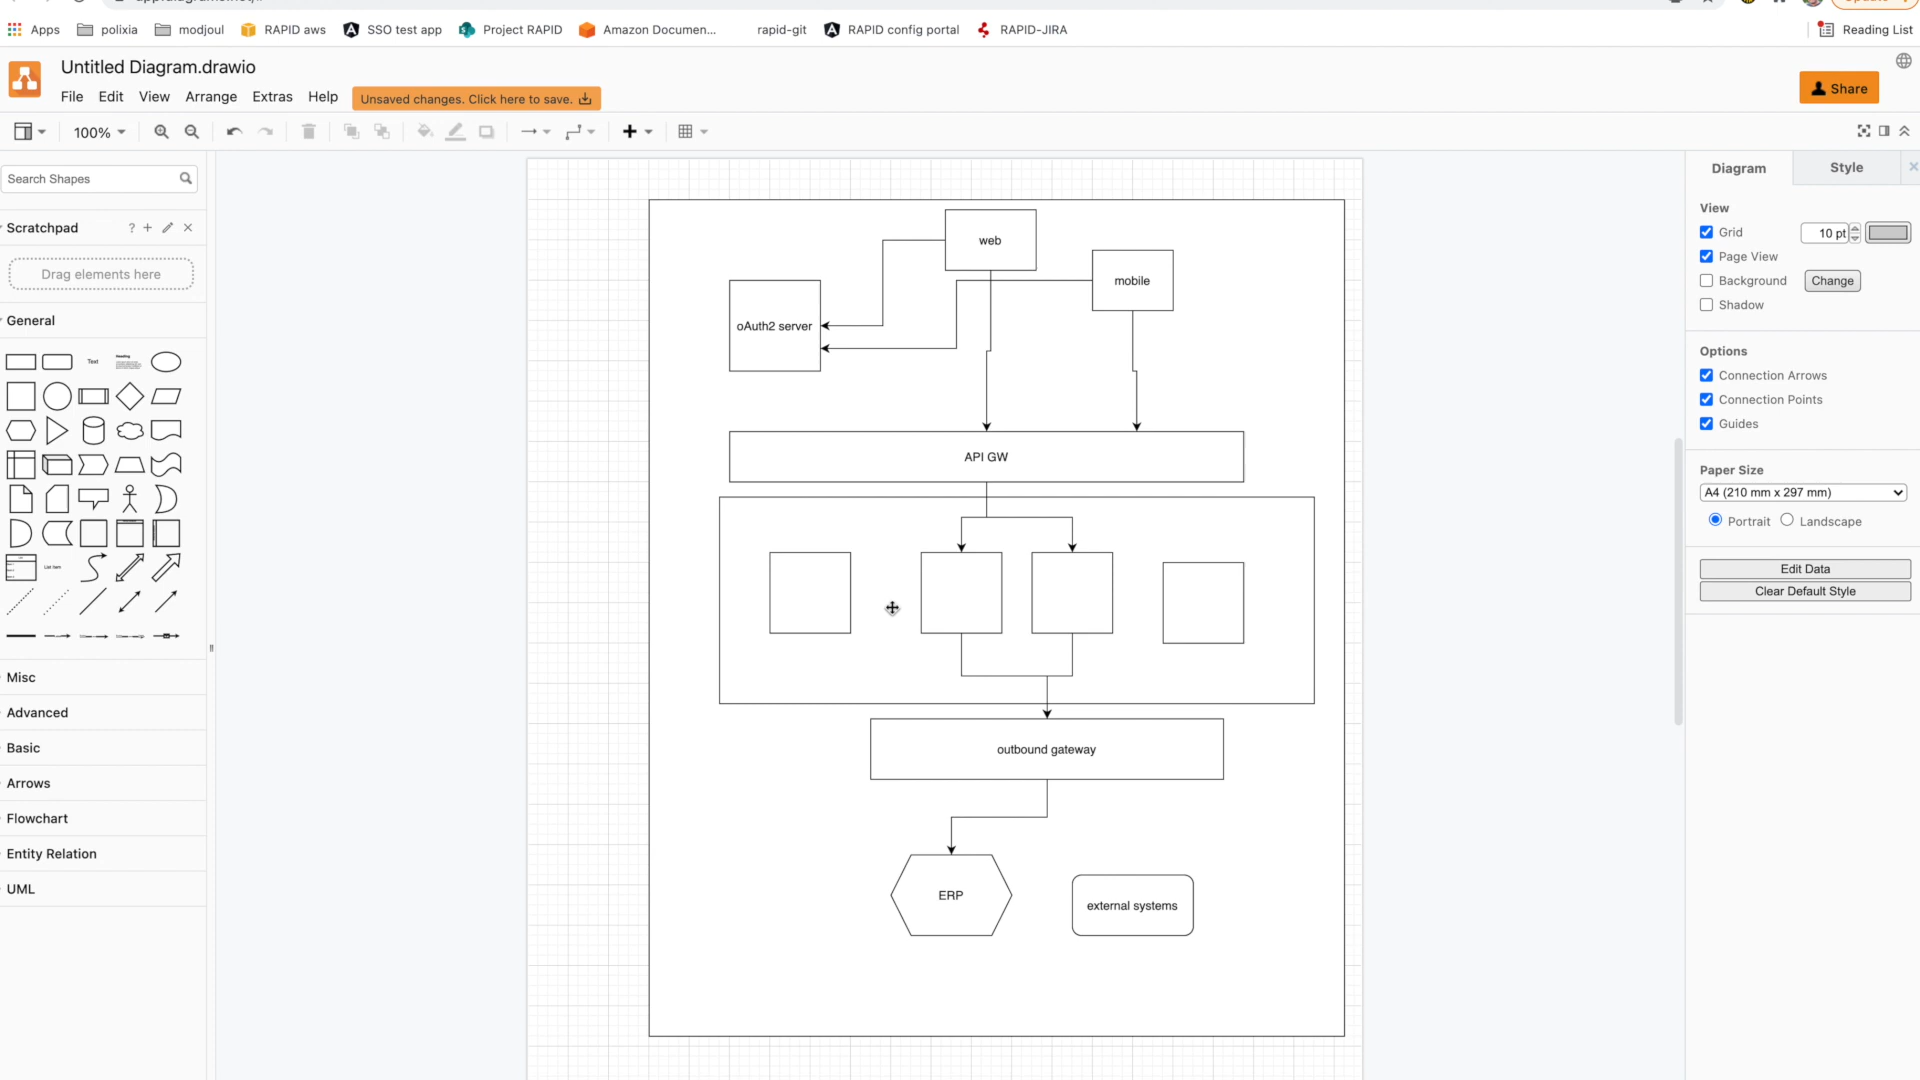 Apps
polixia
modjoul
RAPID aws
SSO test app
Project RAPID
Amazon Documen...
rapid-git
RAPID config portal
RAPID-JIRA
Reading List
Untitled Diagram.drawio
File
Edit
View
Arrange
Extras
Help
Unsaved changes. Click here to save.
Share
100%
Search Shapes
Scratchpad
?
Drag elements here
General
Text
Heading
List Item
Misc
Advanced
Basic
Arrows
Flowchart
Entity Relation
UML
web
mobile
oAuth2 server
API GW
outbound gateway
ERP
external systems
Diagram
Style
View
Grid
10 pt
Page View
Background
Change
Shadow
Options
Connection Arrows
Connection Points
Guides
Paper Size
A4 (210 mm x 297 mm)
Portrait
Landscape
Edit Data
Clear Default Style